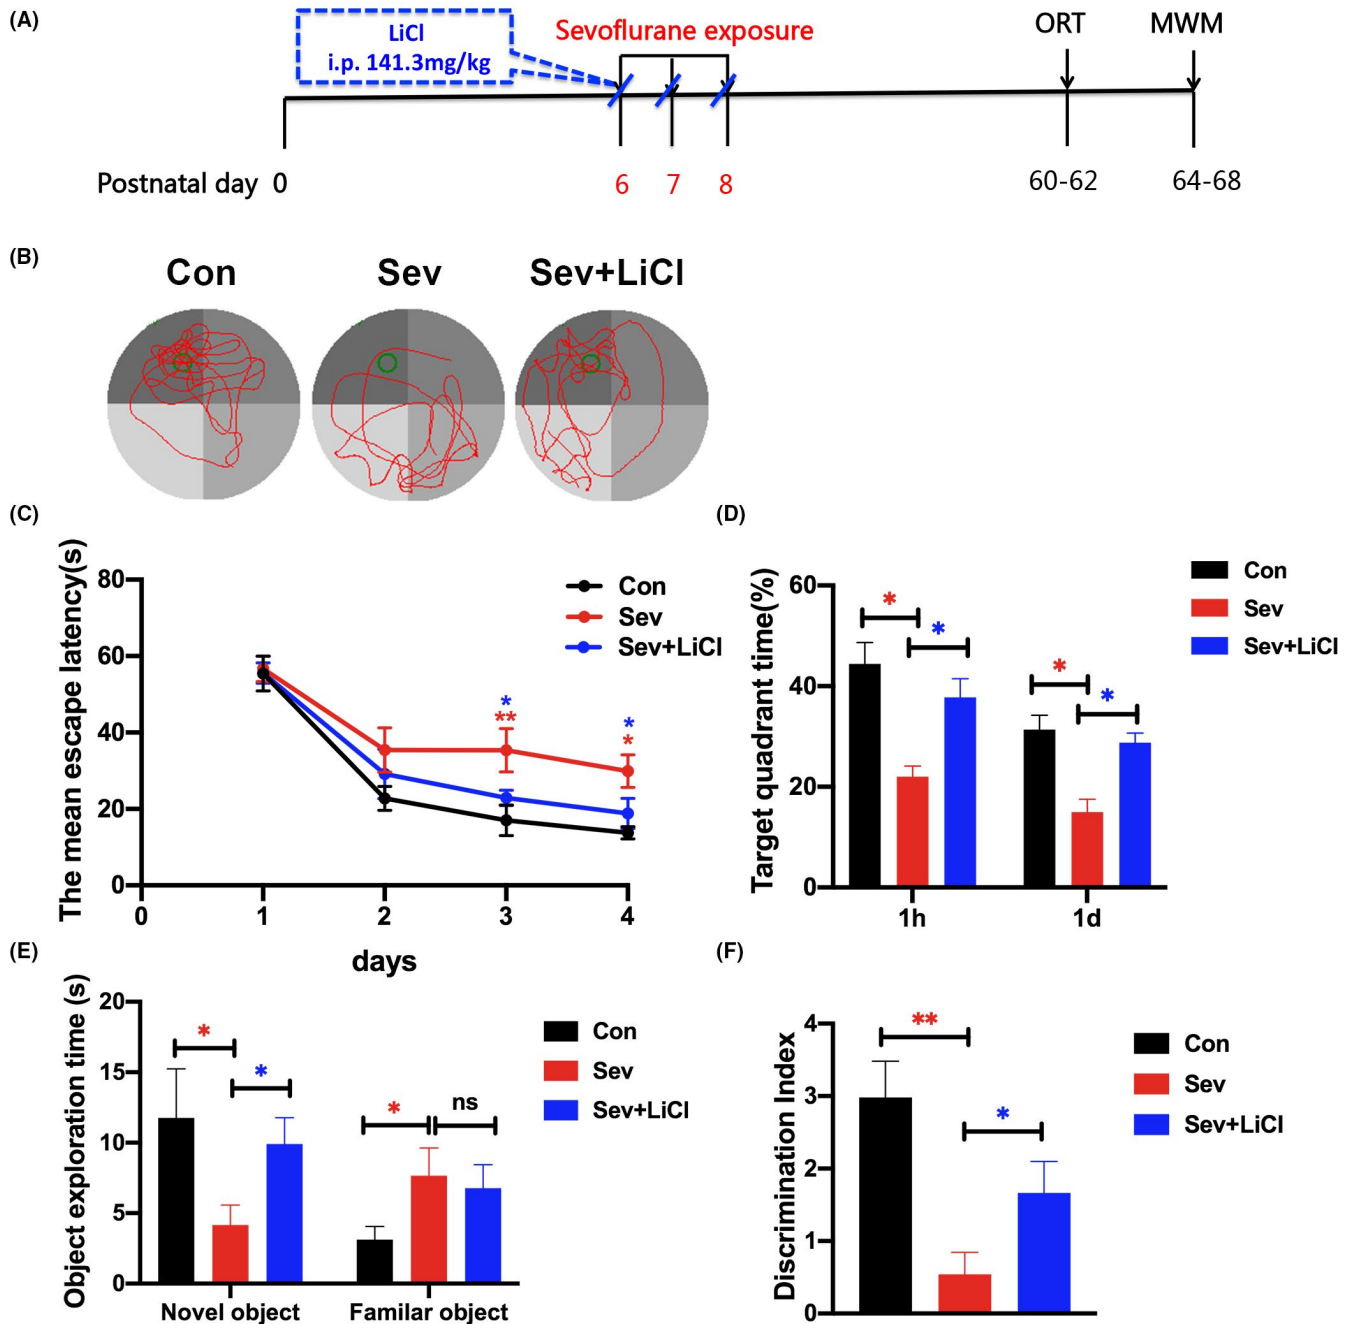 (A)
LiCl
i.p. 141.3mg/kg
Sevoflurane exposure
ORT
MWM
Postnatal day 0
6
7
8
60-62
64-68
(B)
Con
Sev
Sev+LiCl
(C)
The mean escape latency(s)
80
60
40
20
0
0
1
2
3
4
days
Con
Sev
Sev+LiCl
*
**
*
*
(D)
Target quadrant time(%)
60
40
20
0
*
*
*
*
1h
1d
Con
Sev
Sev+LiCl
(E)
Object exploration time (s)
20
15
10
5
0
*
*
*
ns
Novel object
Familar object
Con
Sev
Sev+LiCl
(F)
Discrimination Index
4
3
2
1
0
**
*
Con
Sev
Sev+LiCl